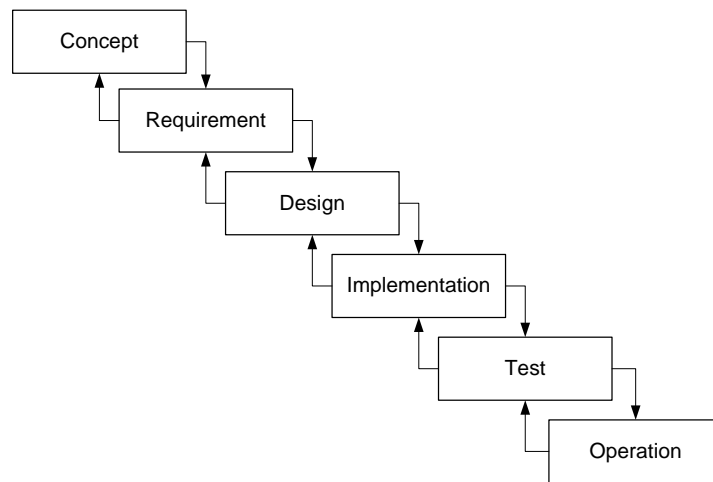 Concept
Requirement
Design
Implementation
Test
Operation